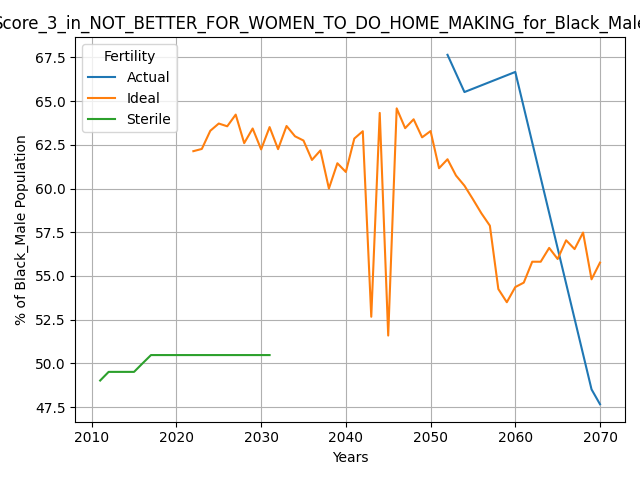 Score_3_in_NOT_BETTER_FOR_WOMEN_TO_DO_HOME_MAKING_for_Black_Male
Fertility
Actual
Ideal
Sterile
% of Black_Male Population
67.5
65.0
62.5
60.0
57.5
55.0
52.5
50.0
47.5
2010 2020 2030 2040 2050 2060 2070
Years